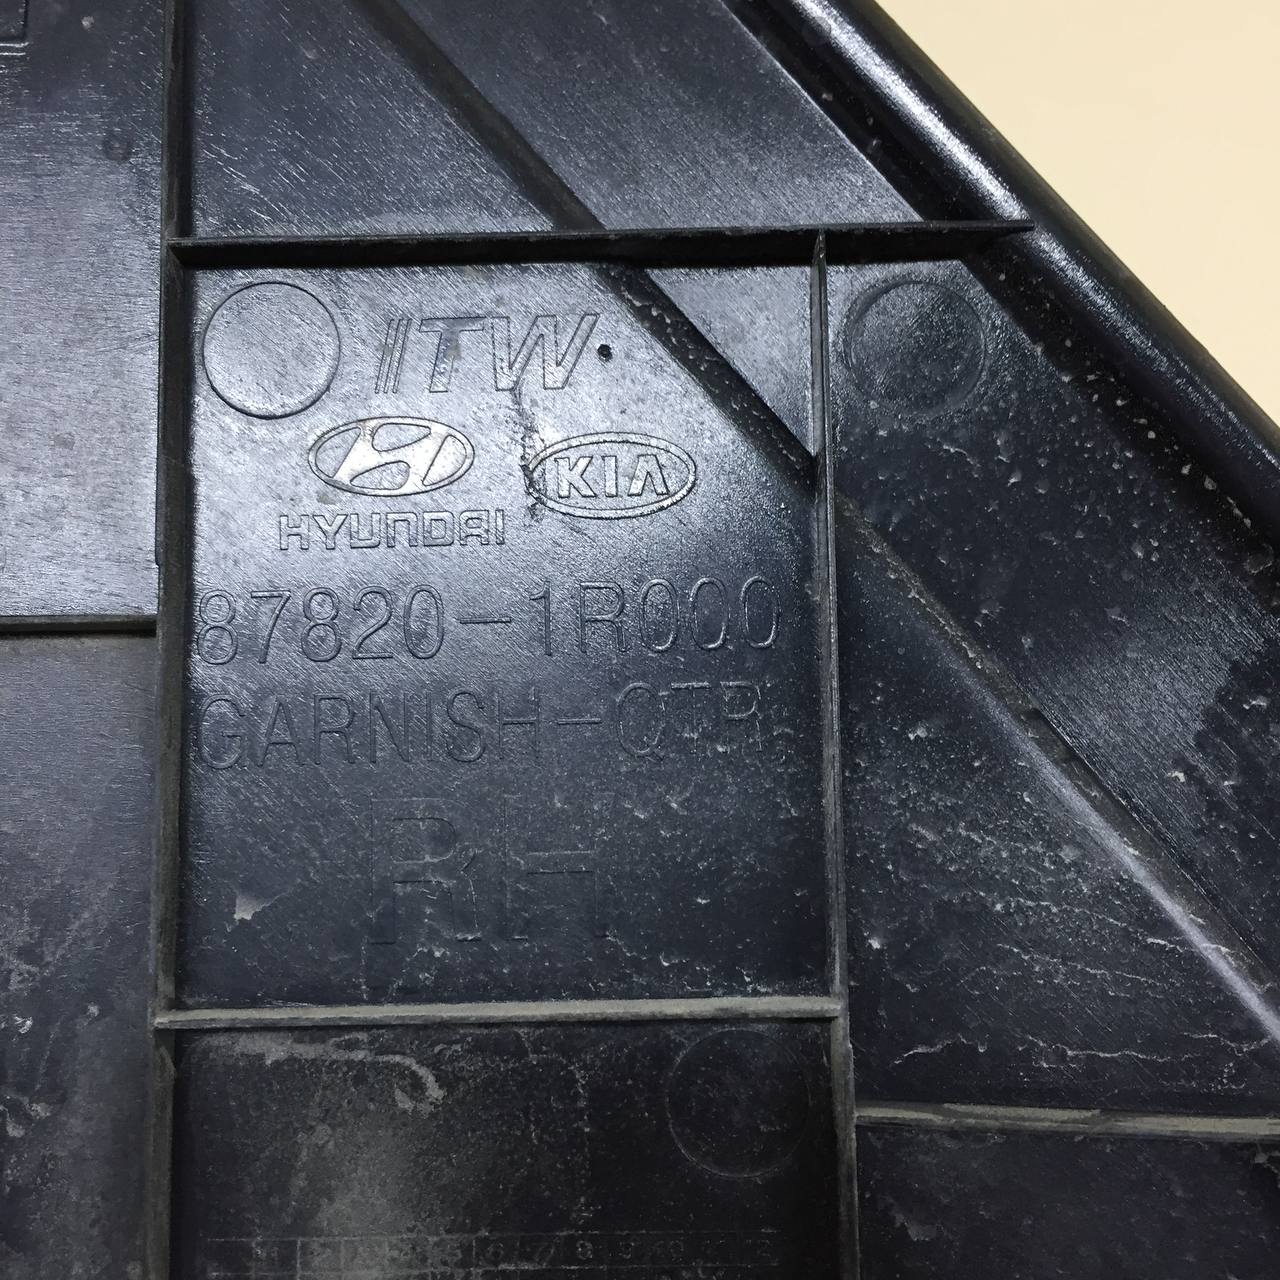 ITW
KIA
HYUNDAI
87820-1R000
GARNISH-QTR
RH